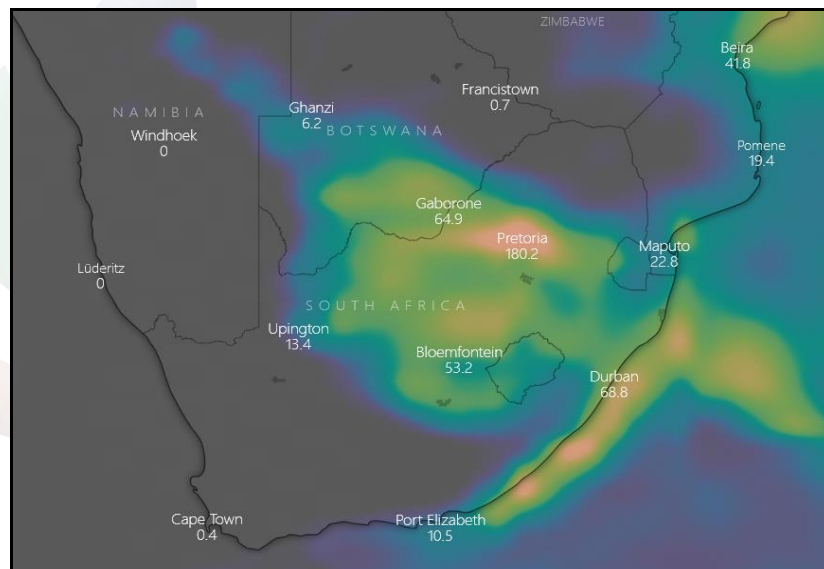 ZIMBABWE
Beira
41.8
Francistown
0.7
Ghanzi
6.2
NAMIBIA
BOTSWANA
Windhoek
0
Pomene
19.4
Gaborone
64.9
Pretoria
180.2
Maputo
22.8
Lüderitz
0
SOUTH AFRICA
Upington
13.4
Bloemfontein
53.2
Durban
68.8
Cape Town
0.4
Port Elizabeth
10.5